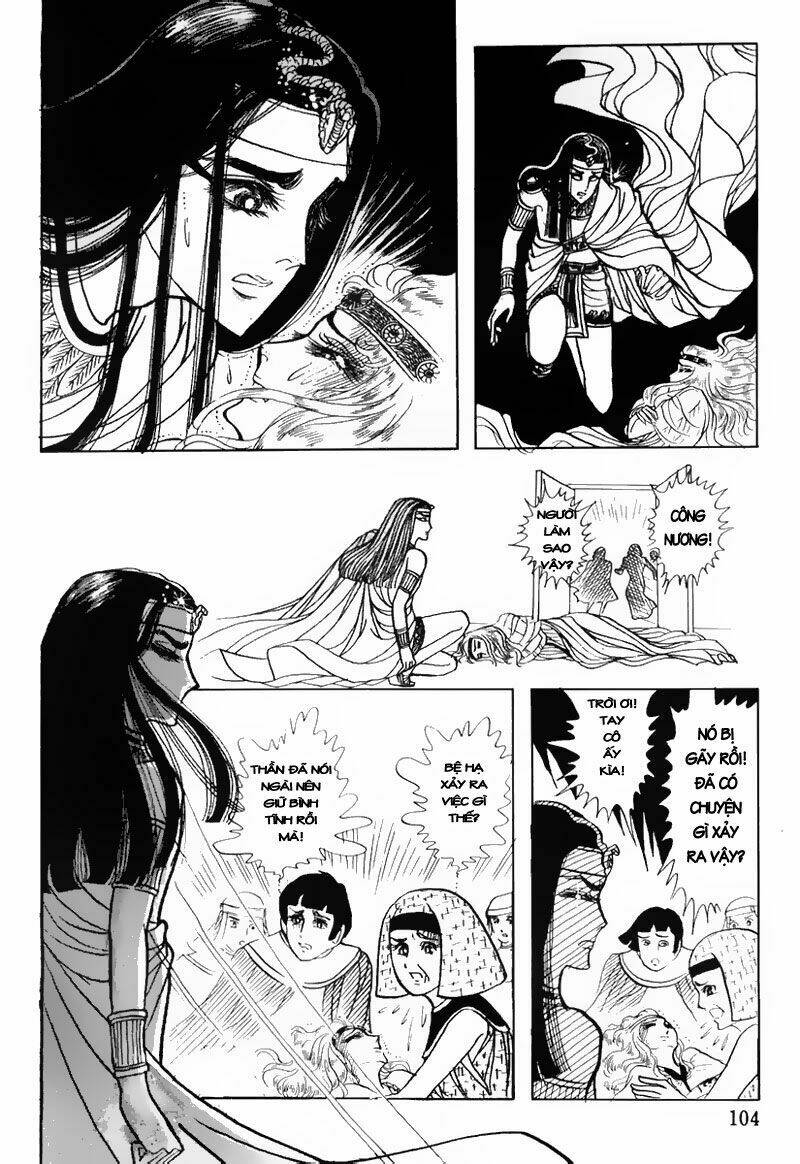 NGƯỜI
LÀM
SAO
VẬY?
CÔNG
NƯƠNG!
THẦN ĐÃ NÓI
NGÀI NÊN
GIỮ BÌNH
TĨNH RỒI
MÀ!
BỆ HẠ
XẢY RA
VIỆC GÌ
THẾ?
TRỜI ƠI!
TAY
CÔ
ẤY
KÌA!
NÓ BỊ
GÃY RỒI!
ĐÃ CÓ
CHUYỆN
GÌ XẢY
RA VẬY?
104